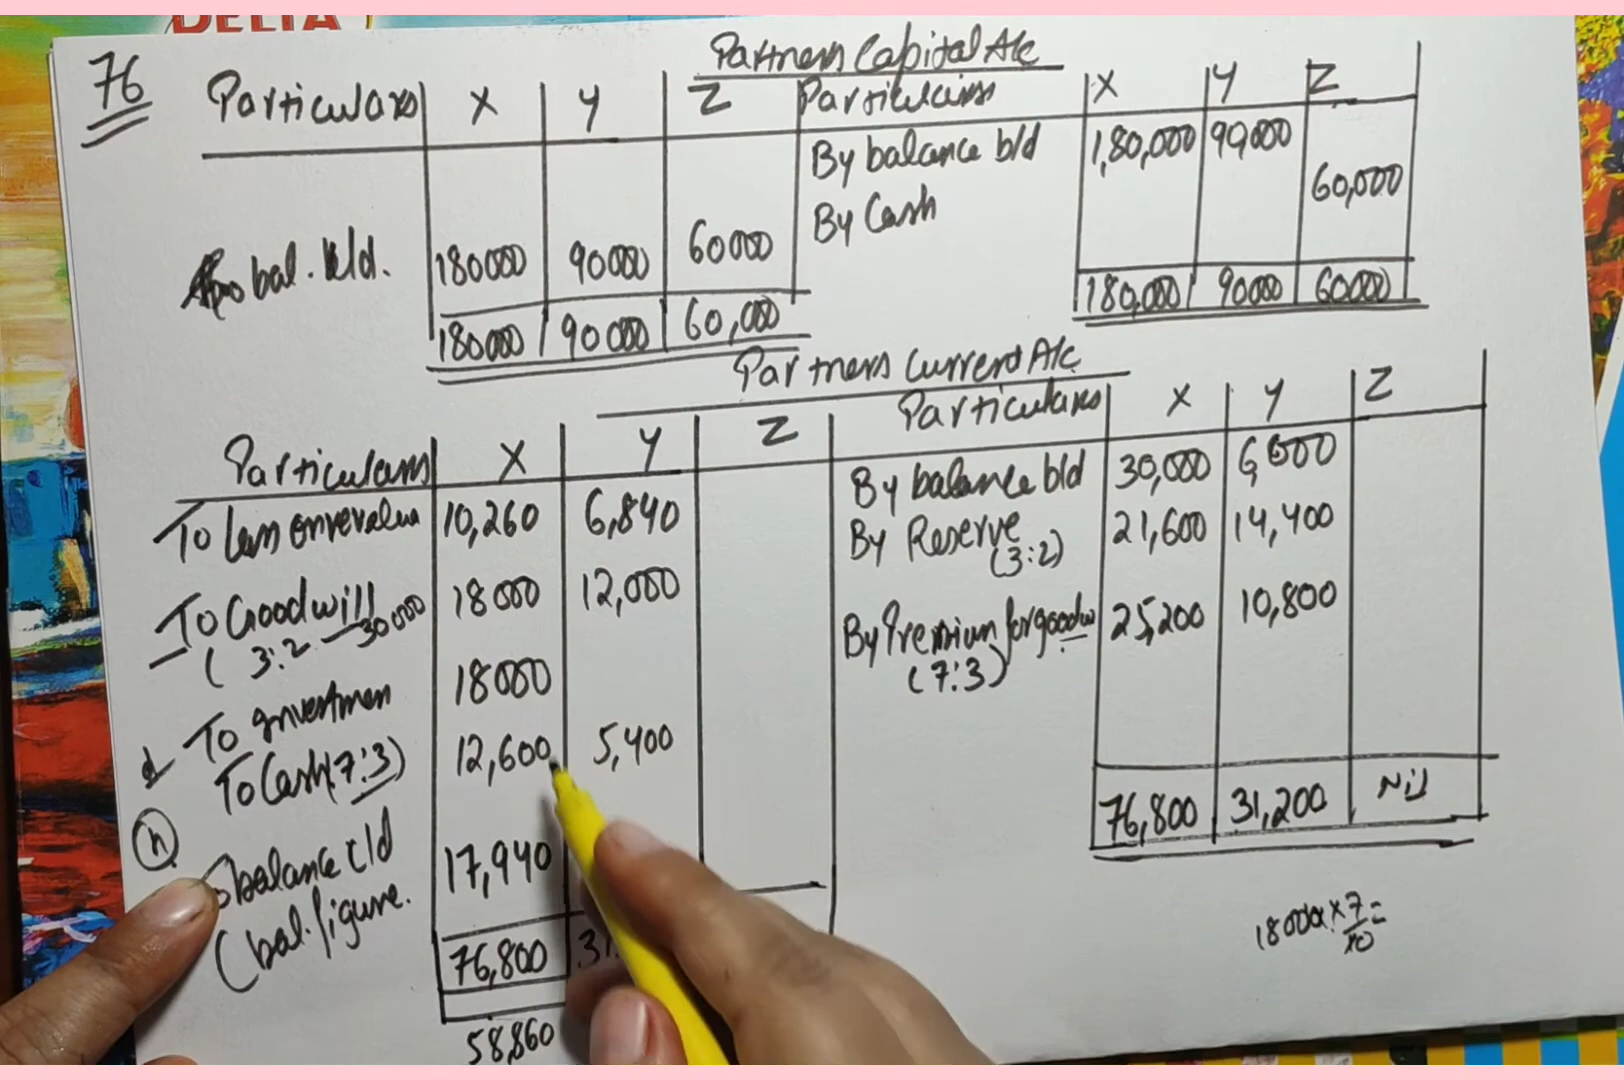 DELTA
76
Partners Capital A/c
Particulars X Y Z Particulars X Y Z
By balance b/d 1,80,000 90,000
By Cash 60,000
To bal. c/d. 180000 90000 60000
180,000 90000 60000
180000 90000 60,000
Partners Current A/c
Particulars X Y Z Particulars X Y Z
By balance b/d 30,000 6,000
To loss on revalua 10,260 6,840
By Reserve 21,600 14,400
(3:2)
To Goodwill 18000 12,000
( 3:2 — 30000
By Premium for goodw 25,200 10,800
(7:3)
d To Investmen 18000
To Cash (7:3) 12,600 5,400
76,800 31,200 Nil
h balance c/d 17,940
(bal. figure.
76,800 31
58,860
18000 × 7/10 =